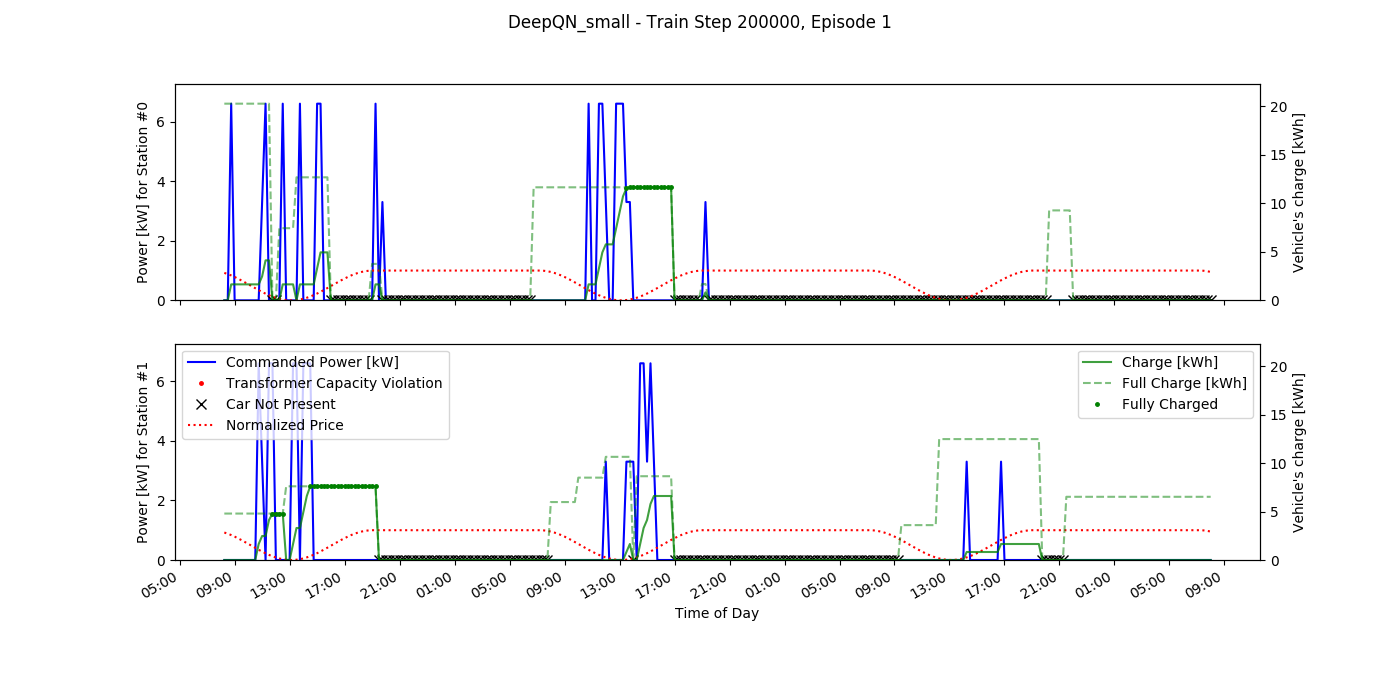 DeepQN_small - Train Step 200000, Episode 1
Power [kW] for Station #0
0
2
4
6
0
5
10
15
20
Vehicle's charge [kWh]
Power [kW] for Station #1
0
2
4
6
Commanded Power [kW]
Transformer Capacity Violation
Car Not Present
Normalized Price
Charge [kWh]
Full Charge [kWh]
Fully Charged
0
5
10
15
20
Vehicle's charge [kWh]
05:00 09:00 13:00 17:00 21:00 01:00 05:00 09:00 13:00 17:00 21:00 01:00 05:00 09:00 13:00 17:00 21:00 01:00 05:00 09:00
Time of Day